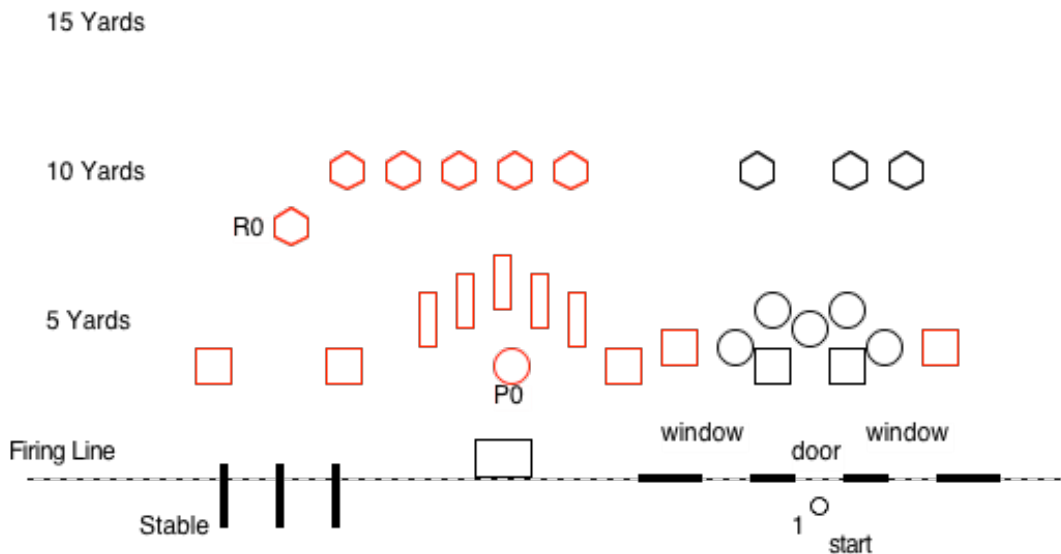 15 Yards
10 Yards
R0
5 Yards
P0
window
window
Firing Line
door
Stable
1
start